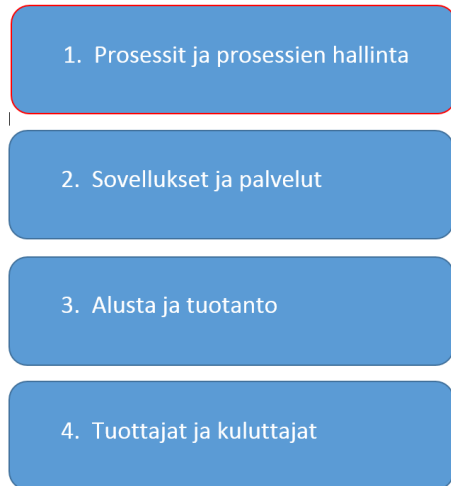 1. Prosessit ja prosessien hallinta
2. Sovellukset ja palvelut
3. Alusta ja tuotanto
4. Tuottajat ja kuluttajat